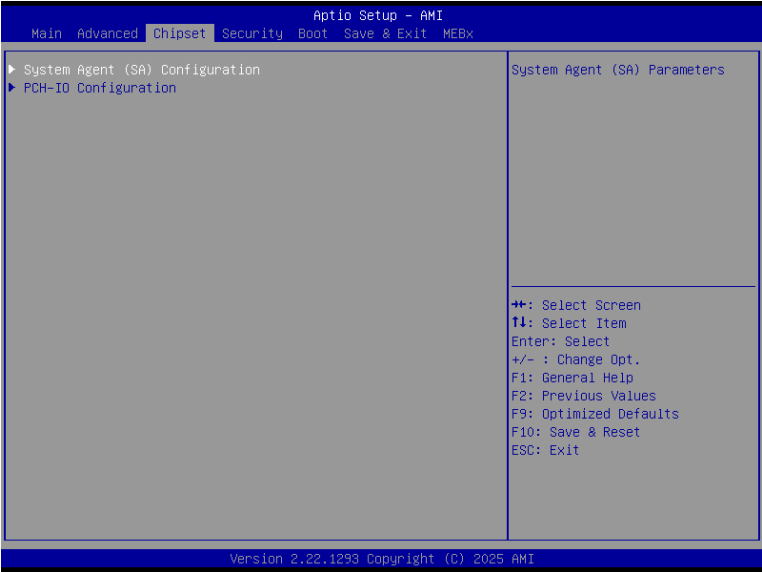 Aptio Setup – AMI
Main Advanced Chipset Security Boot Save & Exit MEBx
▶ System Agent (SA) Configuration
▶ PCH-IO Configuration
System Agent (SA) Parameters
→←: Select Screen
↑↓: Select Item
Enter: Select
+/- : Change Opt.
F1: General Help
F2: Previous Values
F9: Optimized Defaults
F10: Save & Reset
ESC: Exit
Version 2.22.1293 Copyright (C) 2025 AMI